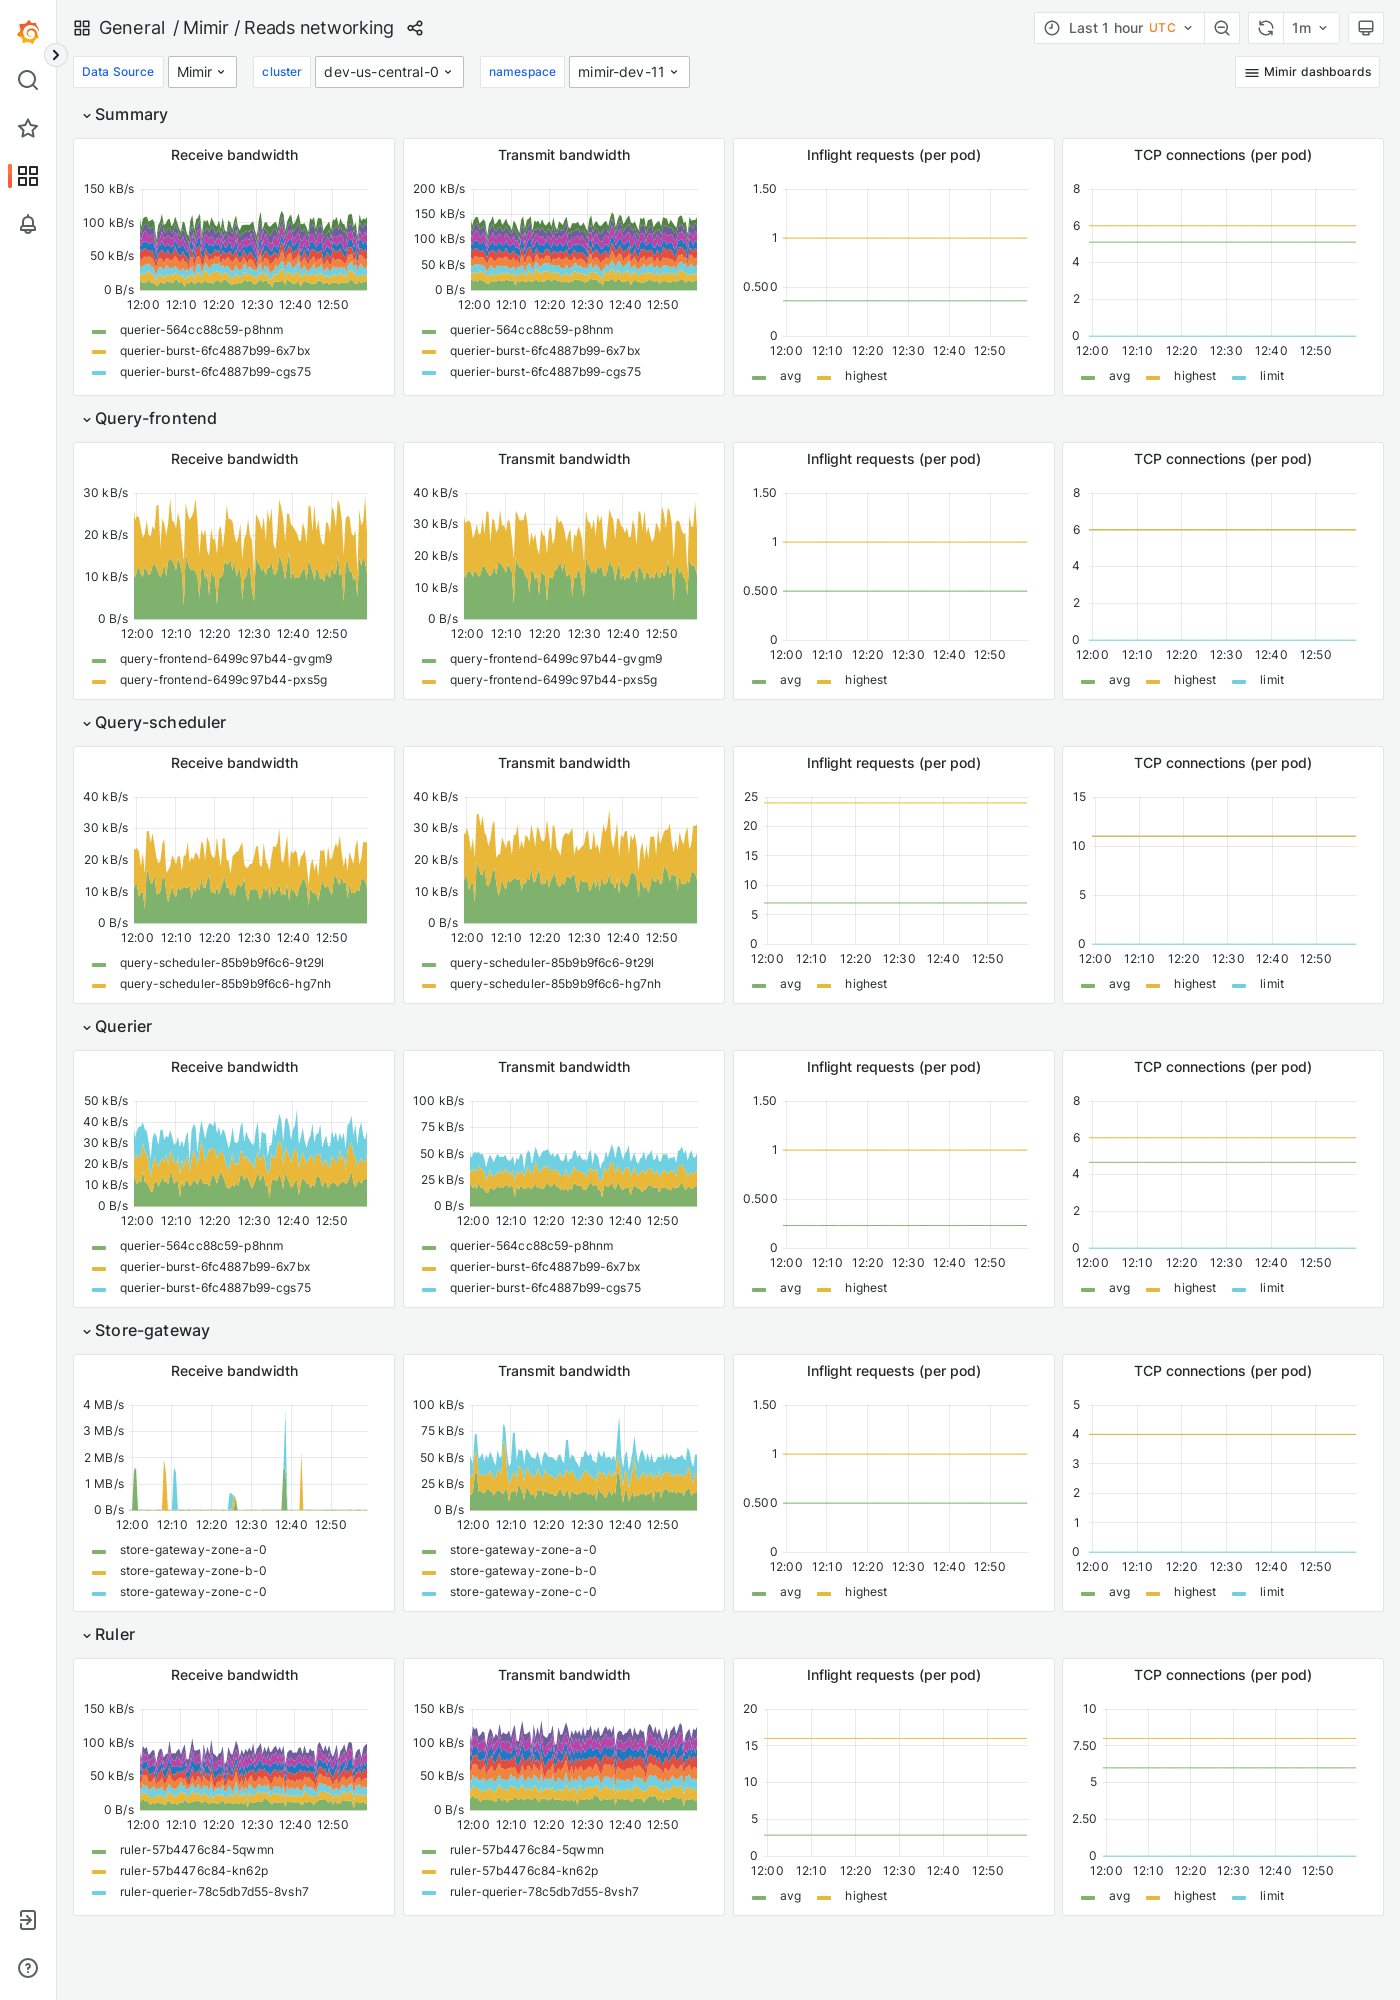 General / Mimir / Reads networking
Last 1 hour UTC
1m
Data Source Mimir cluster dev-us-central-0 namespace mimir-dev-11 Mimir dashboards
Summary
Receive bandwidth
150 kB/s
100 kB/s
50 kB/s
0 B/s
12:00 12:10 12:20 12:30 12:40 12:50
querier-564cc88c59-p8hnm
querier-burst-6fc4887b99-6x7bx
querier-burst-6fc4887b99-cgs75
Transmit bandwidth
200 kB/s
150 kB/s
100 kB/s
50 kB/s
0 B/s
12:00 12:10 12:20 12:30 12:40 12:50
querier-564cc88c59-p8hnm
querier-burst-6fc4887b99-6x7bx
querier-burst-6fc4887b99-cgs75
Inflight requests (per pod)
1.50
1
0.500
0
12:00 12:10 12:20 12:30 12:40 12:50
avg highest
TCP connections (per pod)
8
6
4
2
0
12:00 12:10 12:20 12:30 12:40 12:50
avg highest limit
Query-frontend
Receive bandwidth
30 kB/s
20 kB/s
10 kB/s
0 B/s
12:00 12:10 12:20 12:30 12:40 12:50
query-frontend-6499c97b44-gvgm9
query-frontend-6499c97b44-pxs5g
Transmit bandwidth
40 kB/s
30 kB/s
20 kB/s
10 kB/s
0 B/s
12:00 12:10 12:20 12:30 12:40 12:50
query-frontend-6499c97b44-gvgm9
query-frontend-6499c97b44-pxs5g
Inflight requests (per pod)
1.50
1
0.500
0
12:00 12:10 12:20 12:30 12:40 12:50
avg highest
TCP connections (per pod)
8
6
4
2
0
12:00 12:10 12:20 12:30 12:40 12:50
avg highest limit
Query-scheduler
Receive bandwidth
40 kB/s
30 kB/s
20 kB/s
10 kB/s
0 B/s
12:00 12:10 12:20 12:30 12:40 12:50
query-scheduler-85b9b9f6c6-9t29l
query-scheduler-85b9b9f6c6-hg7nh
Transmit bandwidth
40 kB/s
30 kB/s
20 kB/s
10 kB/s
0 B/s
12:00 12:10 12:20 12:30 12:40 12:50
query-scheduler-85b9b9f6c6-9t29l
query-scheduler-85b9b9f6c6-hg7nh
Inflight requests (per pod)
25
20
15
10
5
0
12:00 12:10 12:20 12:30 12:40 12:50
avg highest
TCP connections (per pod)
15
10
5
0
12:00 12:10 12:20 12:30 12:40 12:50
avg highest limit
Querier
Receive bandwidth
50 kB/s
40 kB/s
30 kB/s
20 kB/s
10 kB/s
0 B/s
12:00 12:10 12:20 12:30 12:40 12:50
querier-564cc88c59-p8hnm
querier-burst-6fc4887b99-6x7bx
querier-burst-6fc4887b99-cgs75
Transmit bandwidth
100 kB/s
75 kB/s
50 kB/s
25 kB/s
0 B/s
12:00 12:10 12:20 12:30 12:40 12:50
querier-564cc88c59-p8hnm
querier-burst-6fc4887b99-6x7bx
querier-burst-6fc4887b99-cgs75
Inflight requests (per pod)
1.50
1
0.500
0
12:00 12:10 12:20 12:30 12:40 12:50
avg highest
TCP connections (per pod)
8
6
4
2
0
12:00 12:10 12:20 12:30 12:40 12:50
avg highest limit
Store-gateway
Receive bandwidth
4 MB/s
3 MB/s
2 MB/s
1 MB/s
0 B/s
12:00 12:10 12:20 12:30 12:40 12:50
store-gateway-zone-a-0
store-gateway-zone-b-0
store-gateway-zone-c-0
Transmit bandwidth
100 kB/s
75 kB/s
50 kB/s
25 kB/s
0 B/s
12:00 12:10 12:20 12:30 12:40 12:50
store-gateway-zone-a-0
store-gateway-zone-b-0
store-gateway-zone-c-0
Inflight requests (per pod)
1.50
1
0.500
0
12:00 12:10 12:20 12:30 12:40 12:50
avg highest
TCP connections (per pod)
5
4
3
2
1
0
12:00 12:10 12:20 12:30 12:40 12:50
avg highest limit
Ruler
Receive bandwidth
150 kB/s
100 kB/s
50 kB/s
0 B/s
12:00 12:10 12:20 12:30 12:40 12:50
ruler-57b4476c84-5qwmn
ruler-57b4476c84-kn62p
ruler-querier-78c5db7d55-8vsh7
Transmit bandwidth
150 kB/s
100 kB/s
50 kB/s
0 B/s
12:00 12:10 12:20 12:30 12:40 12:50
ruler-57b4476c84-5qwmn
ruler-57b4476c84-kn62p
ruler-querier-78c5db7d55-8vsh7
Inflight requests (per pod)
20
15
10
5
0
12:00 12:10 12:20 12:30 12:40 12:50
avg highest
TCP connections (per pod)
10
7.50
5
2.50
0
12:00 12:10 12:20 12:30 12:40 12:50
avg highest limit